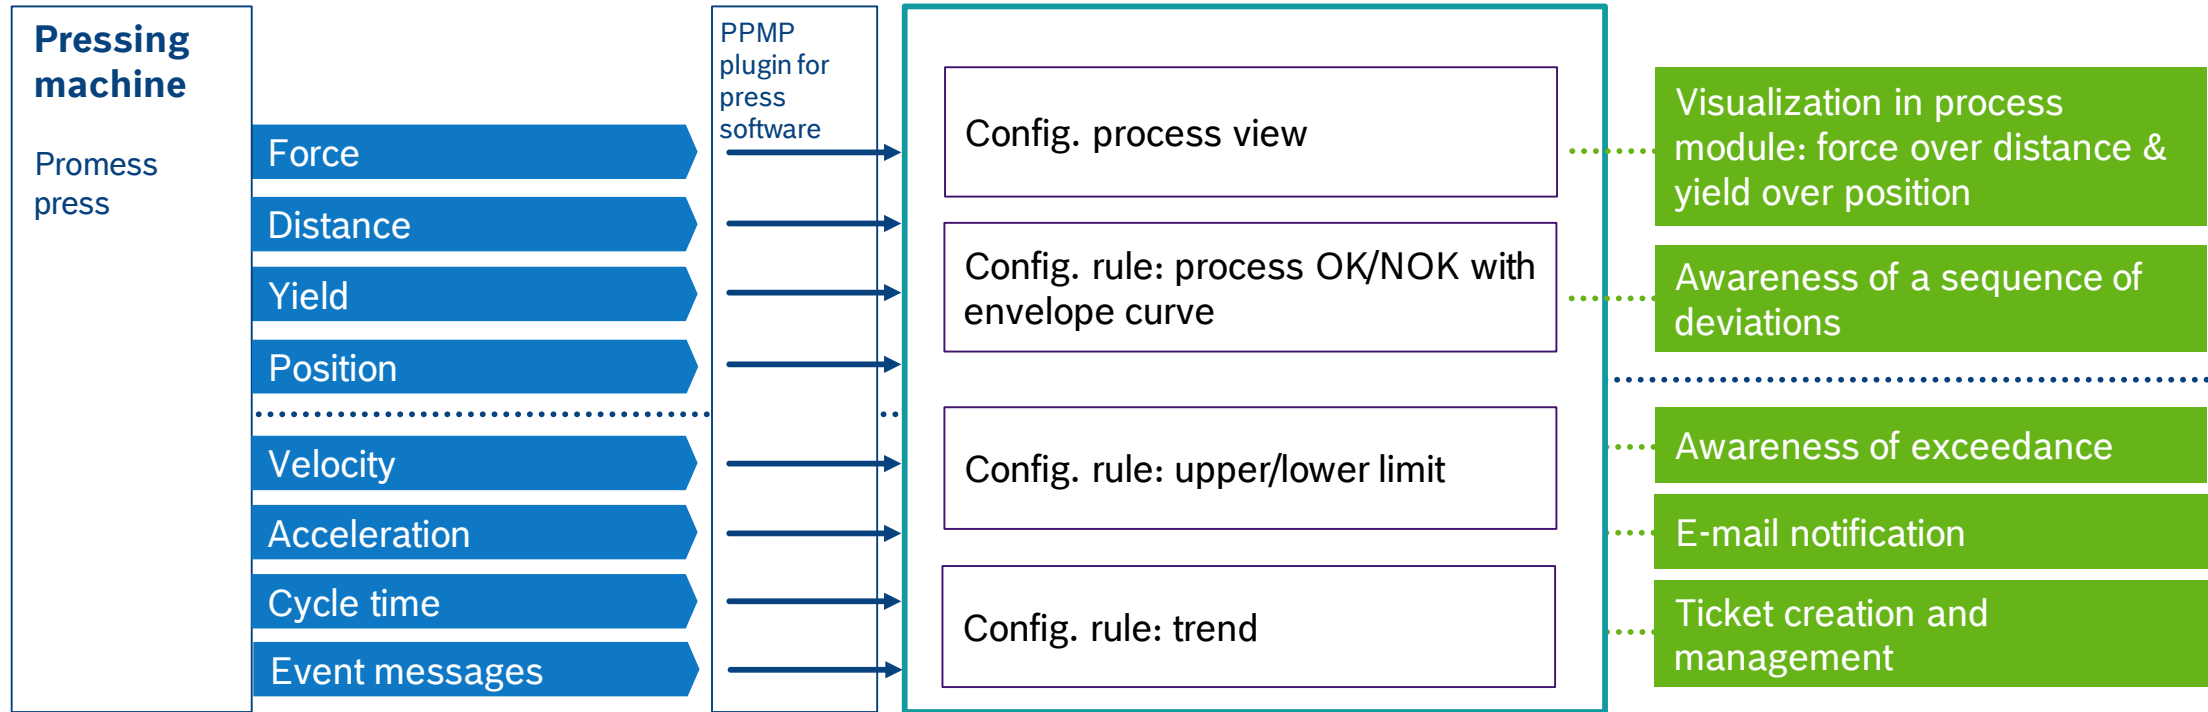 Pressing
machine
Promess
press
Force
Distance
Yield
Position
Velocity
Acceleration
Cycle time
Event messages
PPMP
plugin for
press
software
Config. process view
Config. rule: process OK/NOK with
envelope curve
Config. rule: upper/lower limit
Config. rule: trend
Visualization in process
module: force over distance &
yield over position
Awareness of a sequence of
deviations
Awareness of exceedance
E-mail notification
Ticket creation and
management